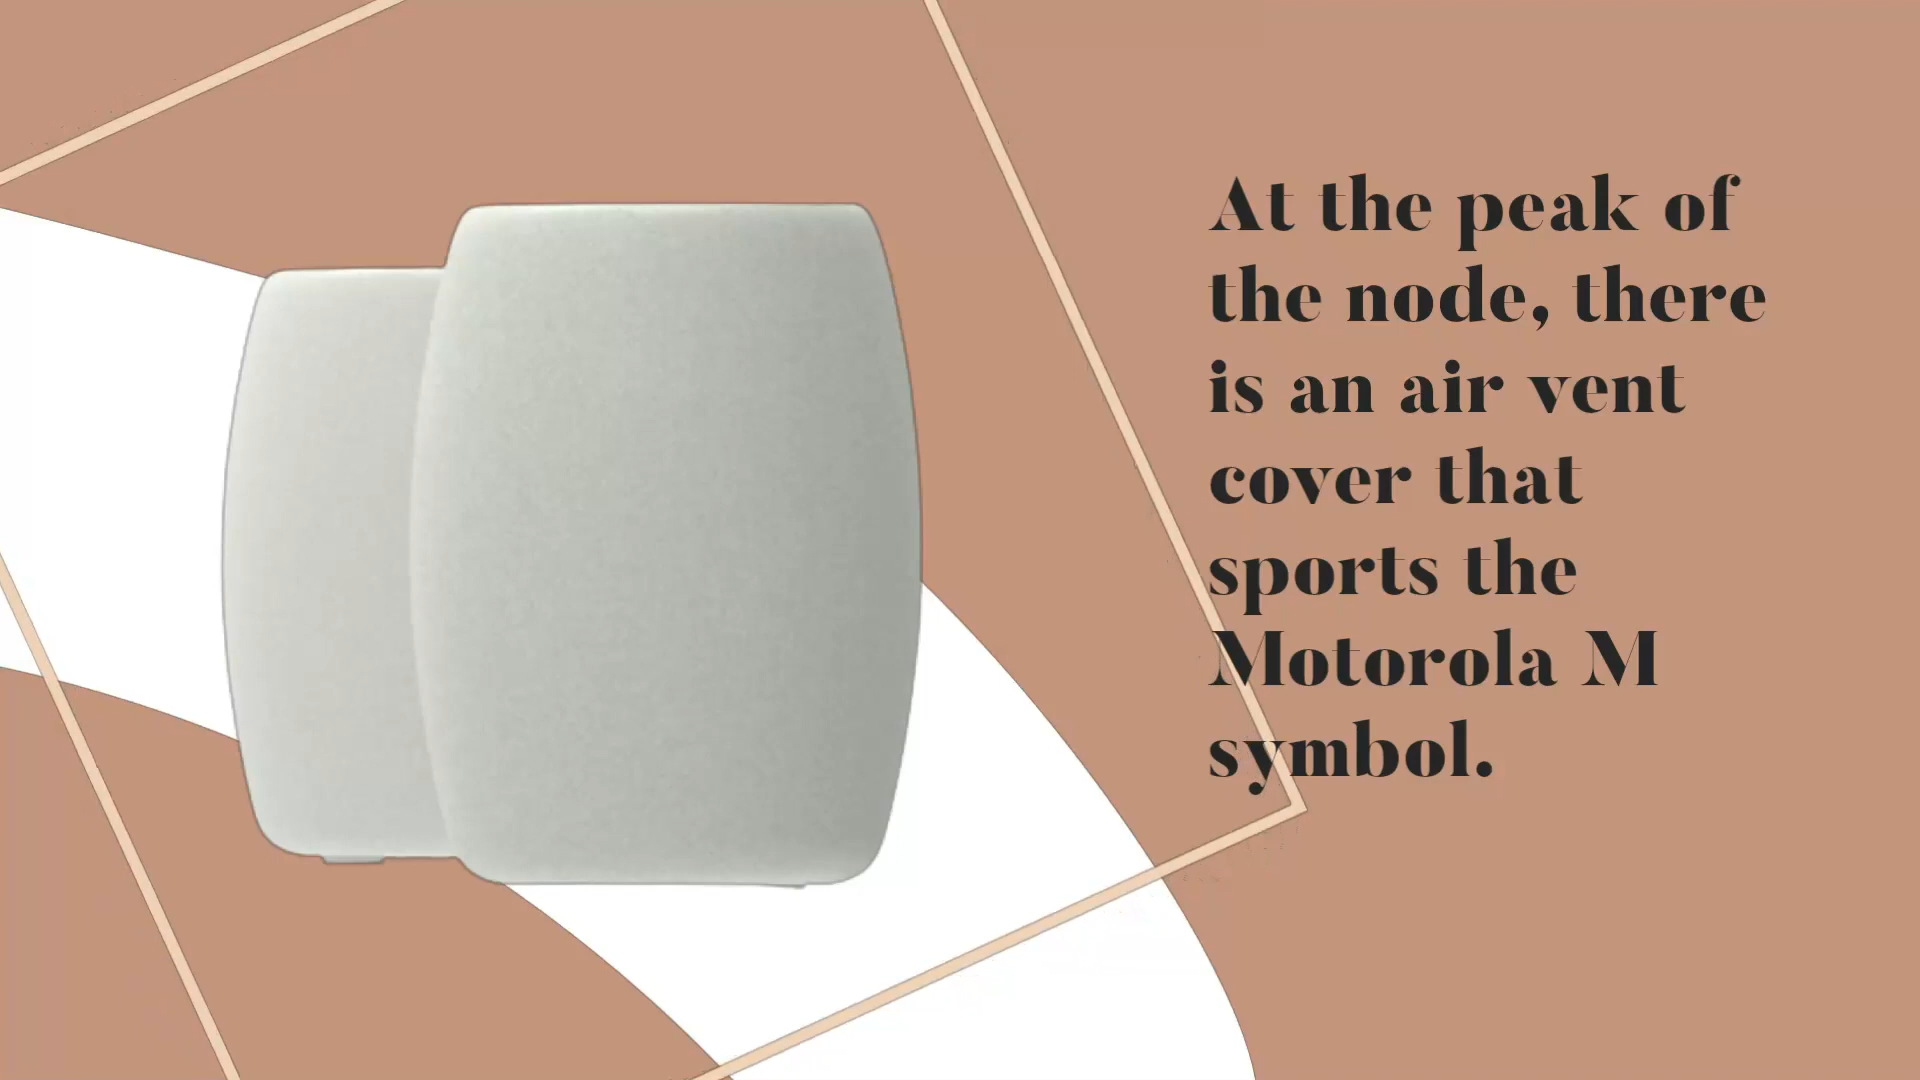 At the peak of
the node, there
is an air vent
cover that
sports the
Motorola M
symbol.